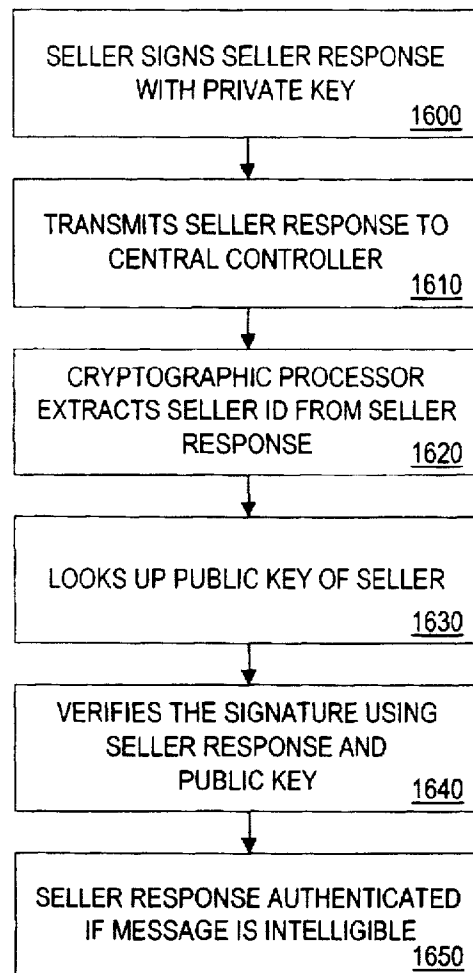 SELLER SIGNS SELLER RESPONSE
WITH PRIVATE KEY
1600
TRANSMITS SELLER RESPONSE TO
CENTRAL CONTROLLER
1610
CRYPTOGRAPHIC PROCESSOR
EXTRACTS SELLER ID FROM SELLER
RESPONSE
1620
LOOKS UP PUBLIC KEY OF SELLER
1630
VERIFIES THE SIGNATURE USING
SELLER RESPONSE AND
PUBLIC KEY
1640
SELLER RESPONSE AUTHENTICATED
IF MESSAGE IS INTELLIGIBLE
1650